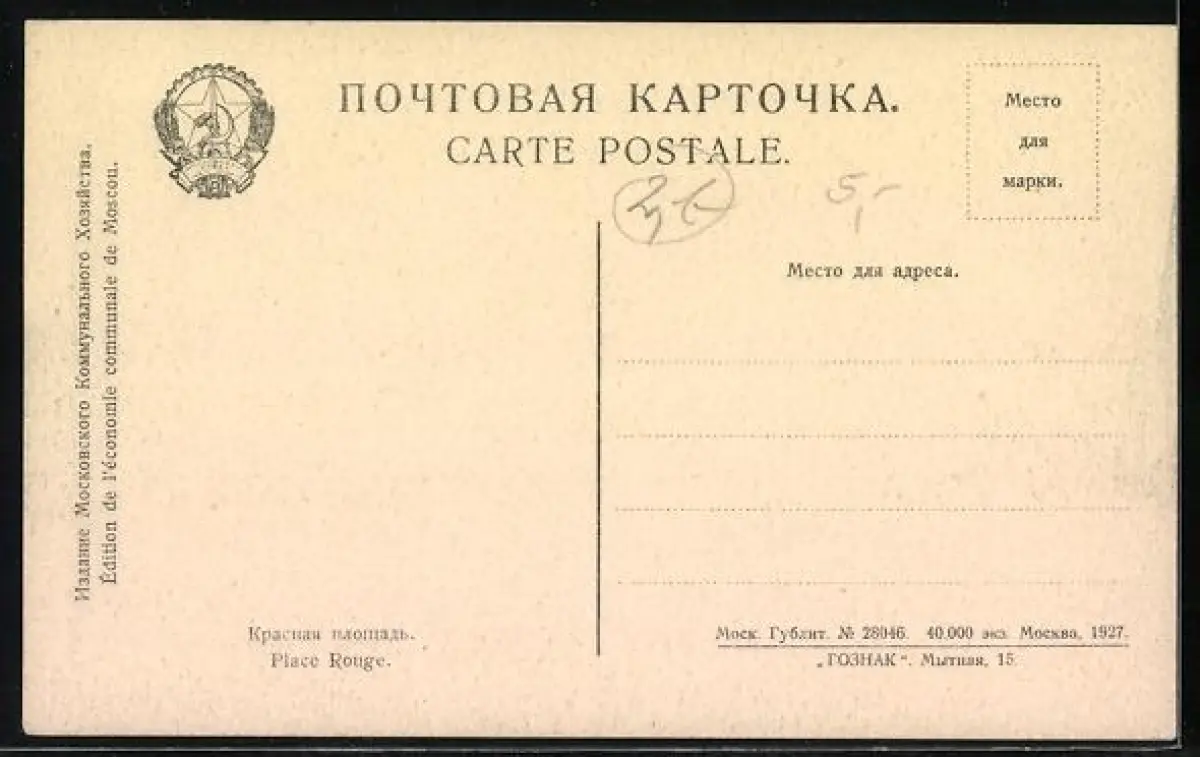 ПОЧТОВАЯ КАРТОЧКА.
CARTE POSTALE.
Место
для
марки.
Издание Московского Коммунального Хозяйства.
Édition de l'économie communale de Moscou.
5,-
Место для адреса.
Красная площадь.
Place Rouge.
Моск. Гублит. № 28046. 40.000 экз. Москва, 1927.
„ГОЗНАК“. Мытная, 15